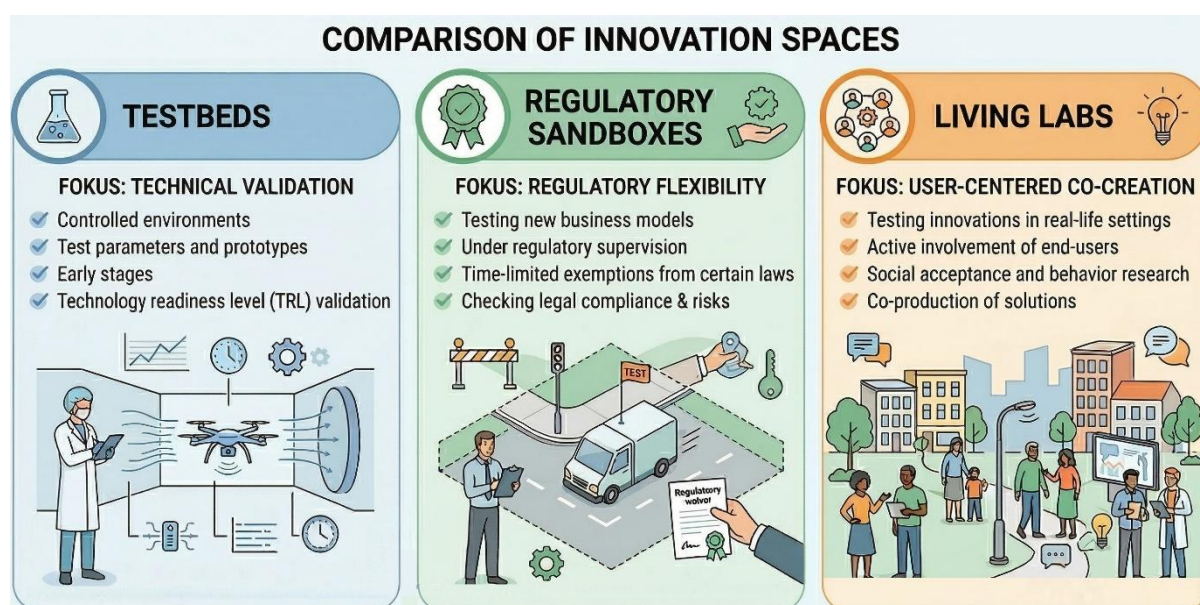 COMPARISON OF INNOVATION SPACES
TESTBEDS
FOKUS: TECHNICAL VALIDATION
Controlled environments
Test parameters and prototypes
Early stages
Technology readiness level (TRL) validation
REGULATORY
SANDBOXES
FOKUS: REGULATORY FLEXIBILITY
Testing new business models
Under regulatory supervision
Time-limited exemptions from certain laws
Checking legal compliance & risks
TEST
Regulatory
LIVING LABS
FOKUS: USER-CENTERED CO-CREATION
Testing innovations in real-life settings
Active involvement of end-users
Social acceptance and behavior research
Co-production of solutions